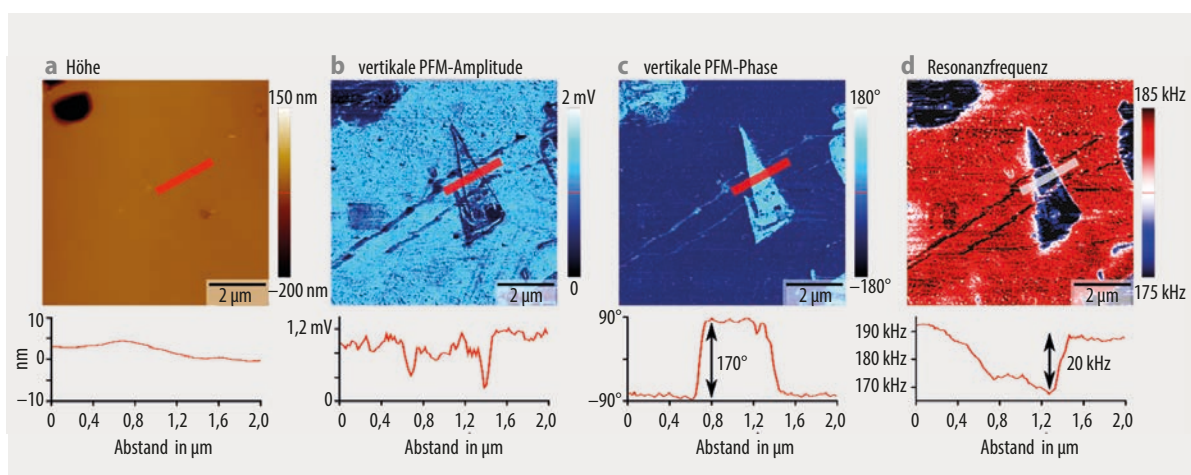 a Höhe
150 nm
−200 nm
2 µm
10
0
−10
nm
0 0,4 0,8 1,2 1,6 2,0
Abstand in µm
b vertikale PFM-Amplitude
2 mV
0
2 µm
1,2 mV
0
0 0,4 0,8 1,2 1,6 2,0
Abstand in µm
c vertikale PFM-Phase
180°
−180°
2 µm
90°
−90°
170°
0 0,4 0,8 1,2 1,6 2,0
Abstand in µm
d Resonanzfrequenz
185 kHz
175 kHz
2 µm
190 kHz
180 kHz
170 kHz
20 kHz
0 0,4 0,8 1,2 1,6 2,0
Abstand in µm